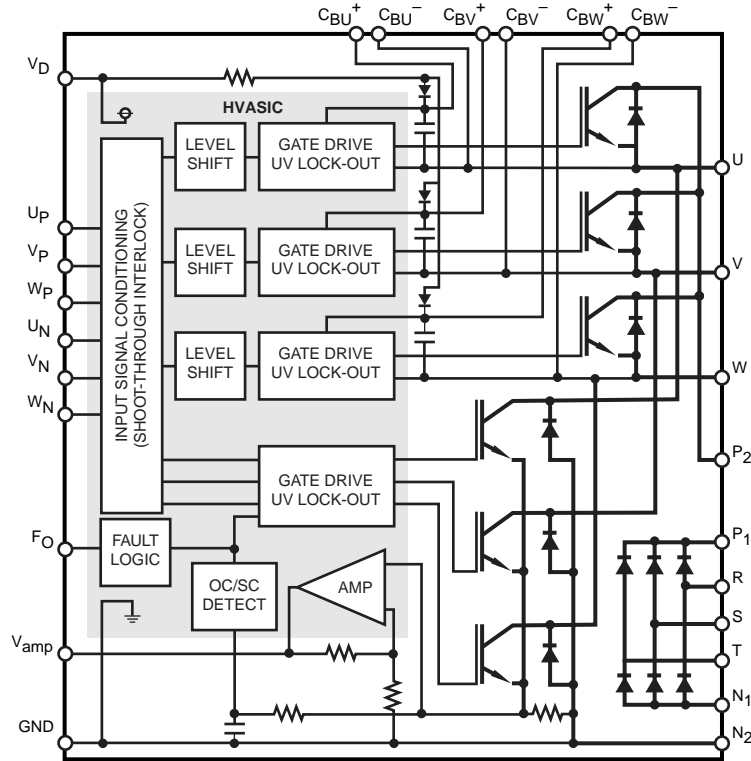 CBU+ CBU− CBV+ CBV− CBW+ CBW−
VD
HVASIC
LEVEL
SHIFT
GATE DRIVE
UV LOCK-OUT
U
UP
VP
WP
UN
VN
WN
INPUT SIGNAL CONDITIONING
(SHOOT-THROUGH INTERLOCK)
LEVEL
SHIFT
GATE DRIVE
UV LOCK-OUT
V
LEVEL
SHIFT
GATE DRIVE
UV LOCK-OUT
W
GATE DRIVE
UV LOCK-OUT
P2
FO
FAULT
LOGIC
OC/SC
DETECT
AMP
P1
R
S
T
N1
N2
Vamp
GND